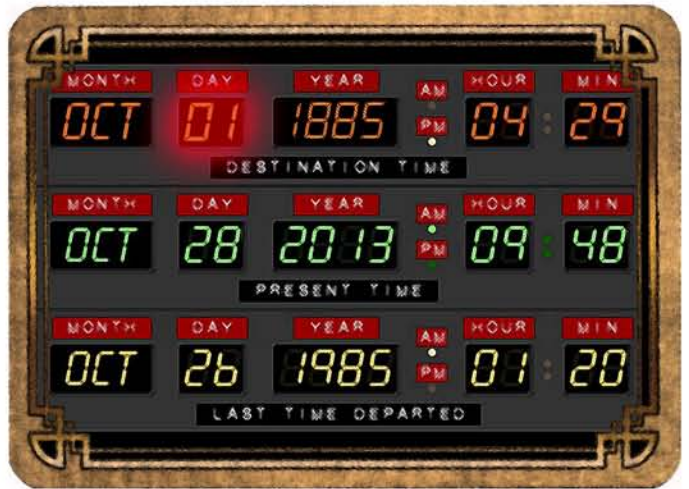 MONTH DAY YEAR AM HOUR MIN
OCT 01 1885 PM 04 : 29
DESTINATION TIME
MONTH DAY YEAR AM HOUR MIN
OCT 28 2013 PM 09 : 48
PRESENT TIME
MONTH DAY YEAR AM HOUR MIN
OCT 26 1985 PM 01 : 20
LAST TIME DEPARTED